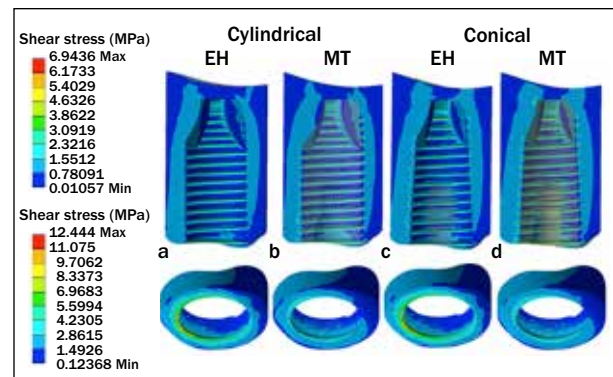 Cylindrical Conical
Shear stress (MPa)
EH MT EH MT
6.9436 Max
6.1733
5.4029
4.6326
3.8622
3.0919
2.3216
1.5512
0.78091
0.01057 Min
Shear stress (MPa)
12.444 Max
11.075
9.7062
8.3373
6.9683
5.5994
4.2305
2.8615
1.4926
0.12368 Min
a b c d